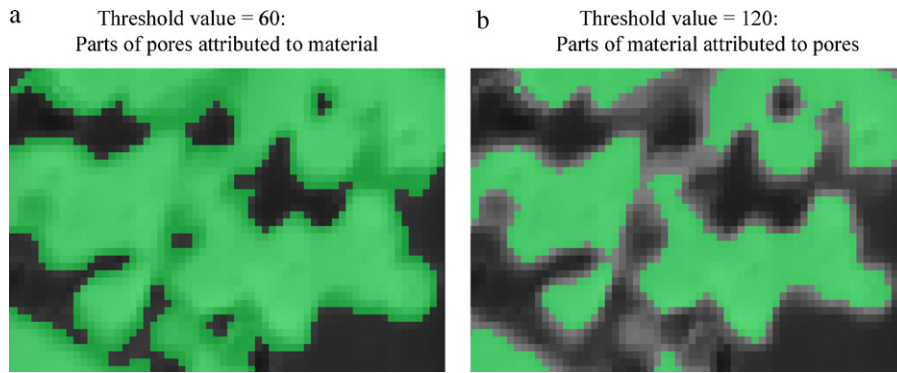 a
Threshold value = 60:
Parts of pores attributed to material
b
Threshold value = 120:
Parts of material attributed to pores